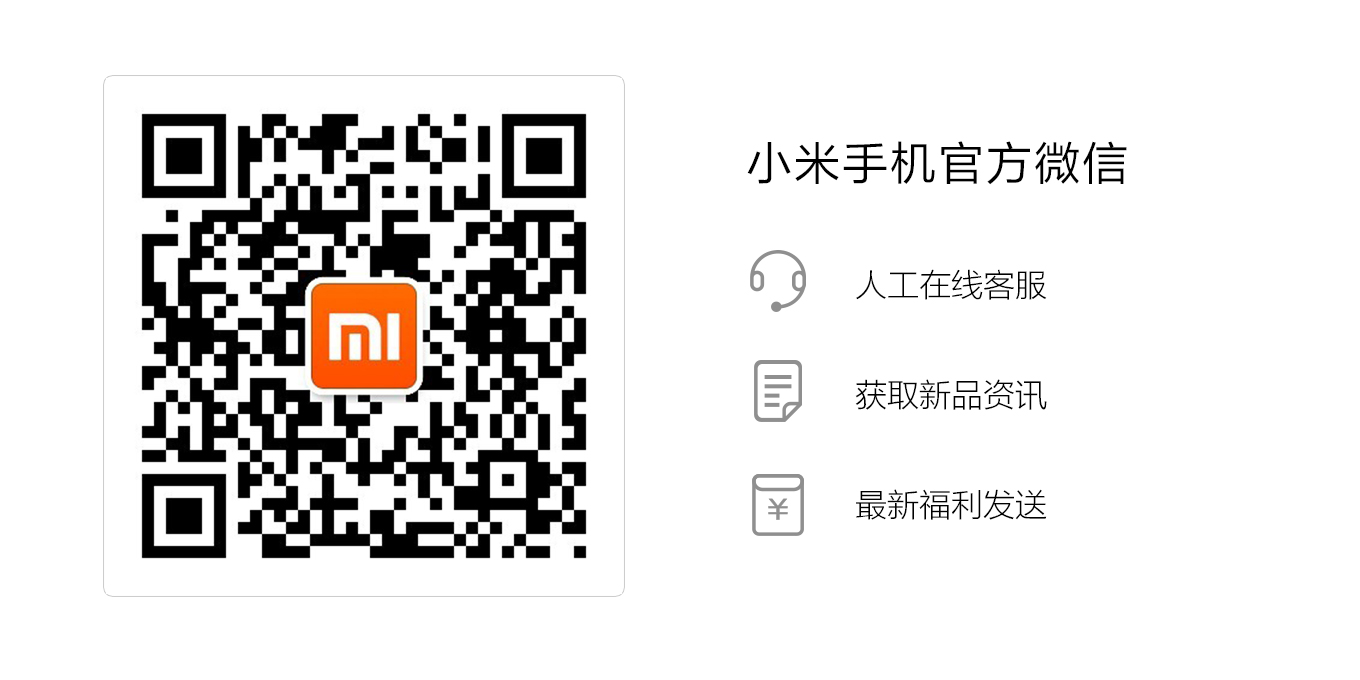 mi
小米手机官方微信
人工在线客服
获取新品资讯
¥
最新福利发送